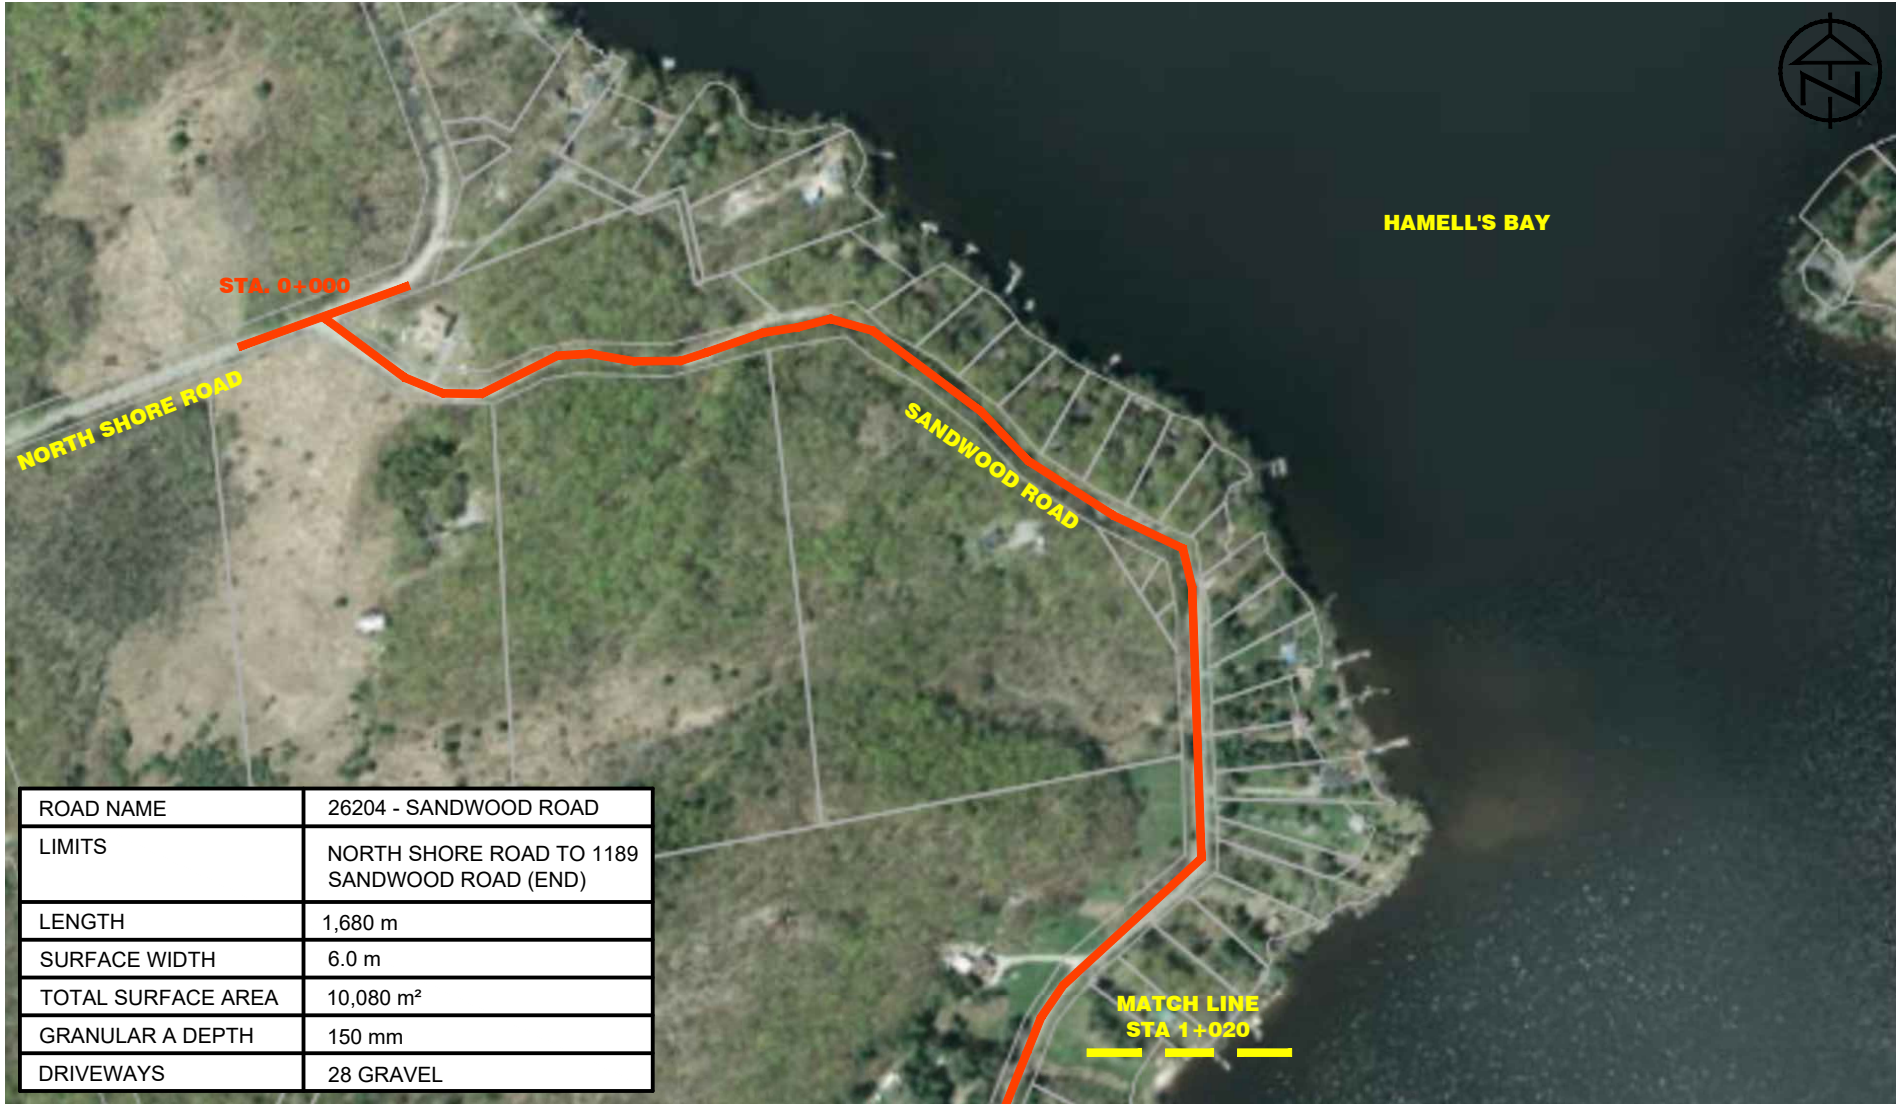 N
HAMELL'S BAY
STA. 0+000
NORTH SHORE ROAD
SANDWOOD ROAD
ROAD NAME 26204 - SANDWOOD ROAD
LIMITS NORTH SHORE ROAD TO 1189
SANDWOOD ROAD (END)
LENGTH 1,680 m
SURFACE WIDTH 6.0 m
TOTAL SURFACE AREA 10,080 m²
GRANULAR A DEPTH 150 mm
DRIVEWAYS 28 GRAVEL
MATCH LINE
STA 1+020